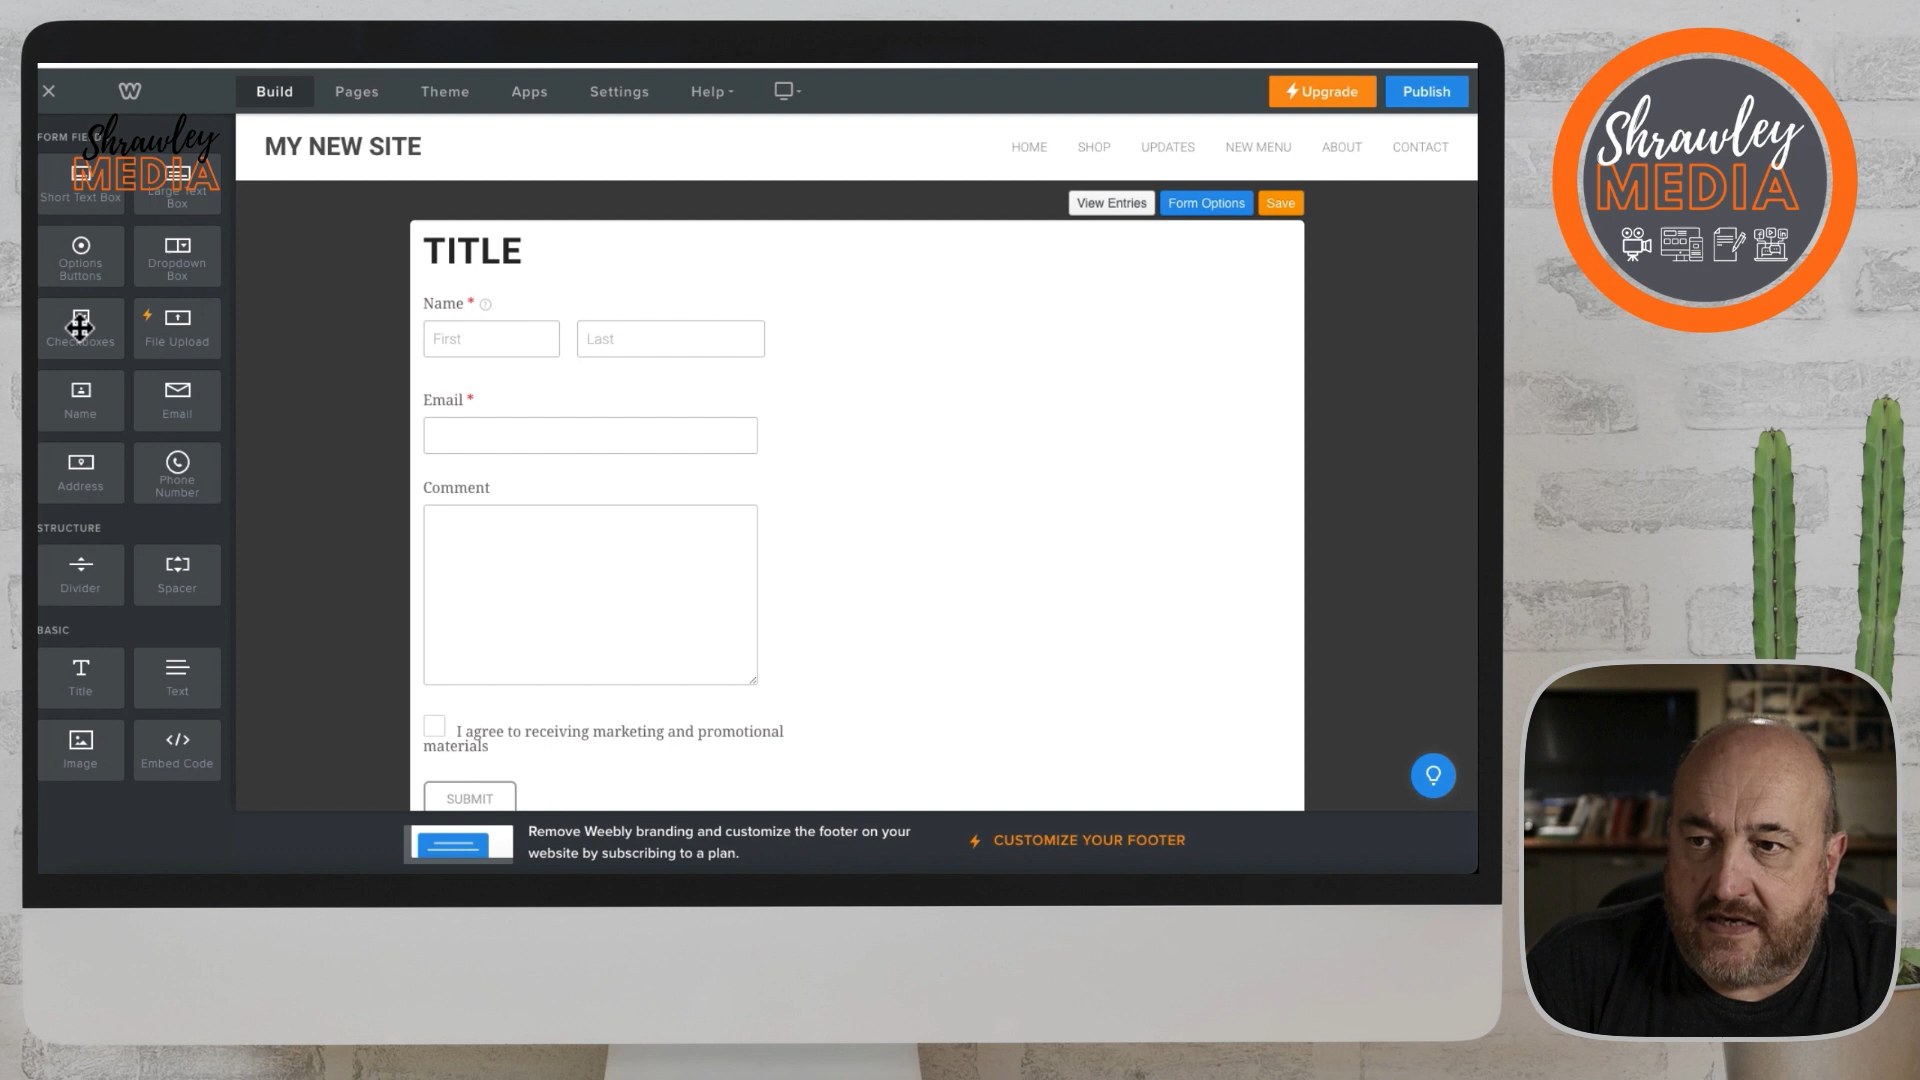 Build
Pages
Theme
Apps
Settings
Help
Upgrade
Publish
FORM FIE
Shrawley
MEDIA
Short Text Box
Large Text
Box
Options
Buttons
Dropdown
Box
Checkboxes
File Upload
Name
Email
Address
Phone
Number
STRUCTURE
Divider
Spacer
BASIC
Title
Text
Image
Embed Code
MY NEW SITE
HOME
SHOP
UPDATES
NEW MENU
ABOUT
CONTACT
View Entries
Form Options
Save
TITLE
Name *
First
Last
Email *
Comment
I agree to receiving marketing and promotional
materials
SUBMIT
Remove Weebly branding and customize the footer on your
website by subscribing to a plan.
CUSTOMIZE YOUR FOOTER
Shrawley
MEDIA